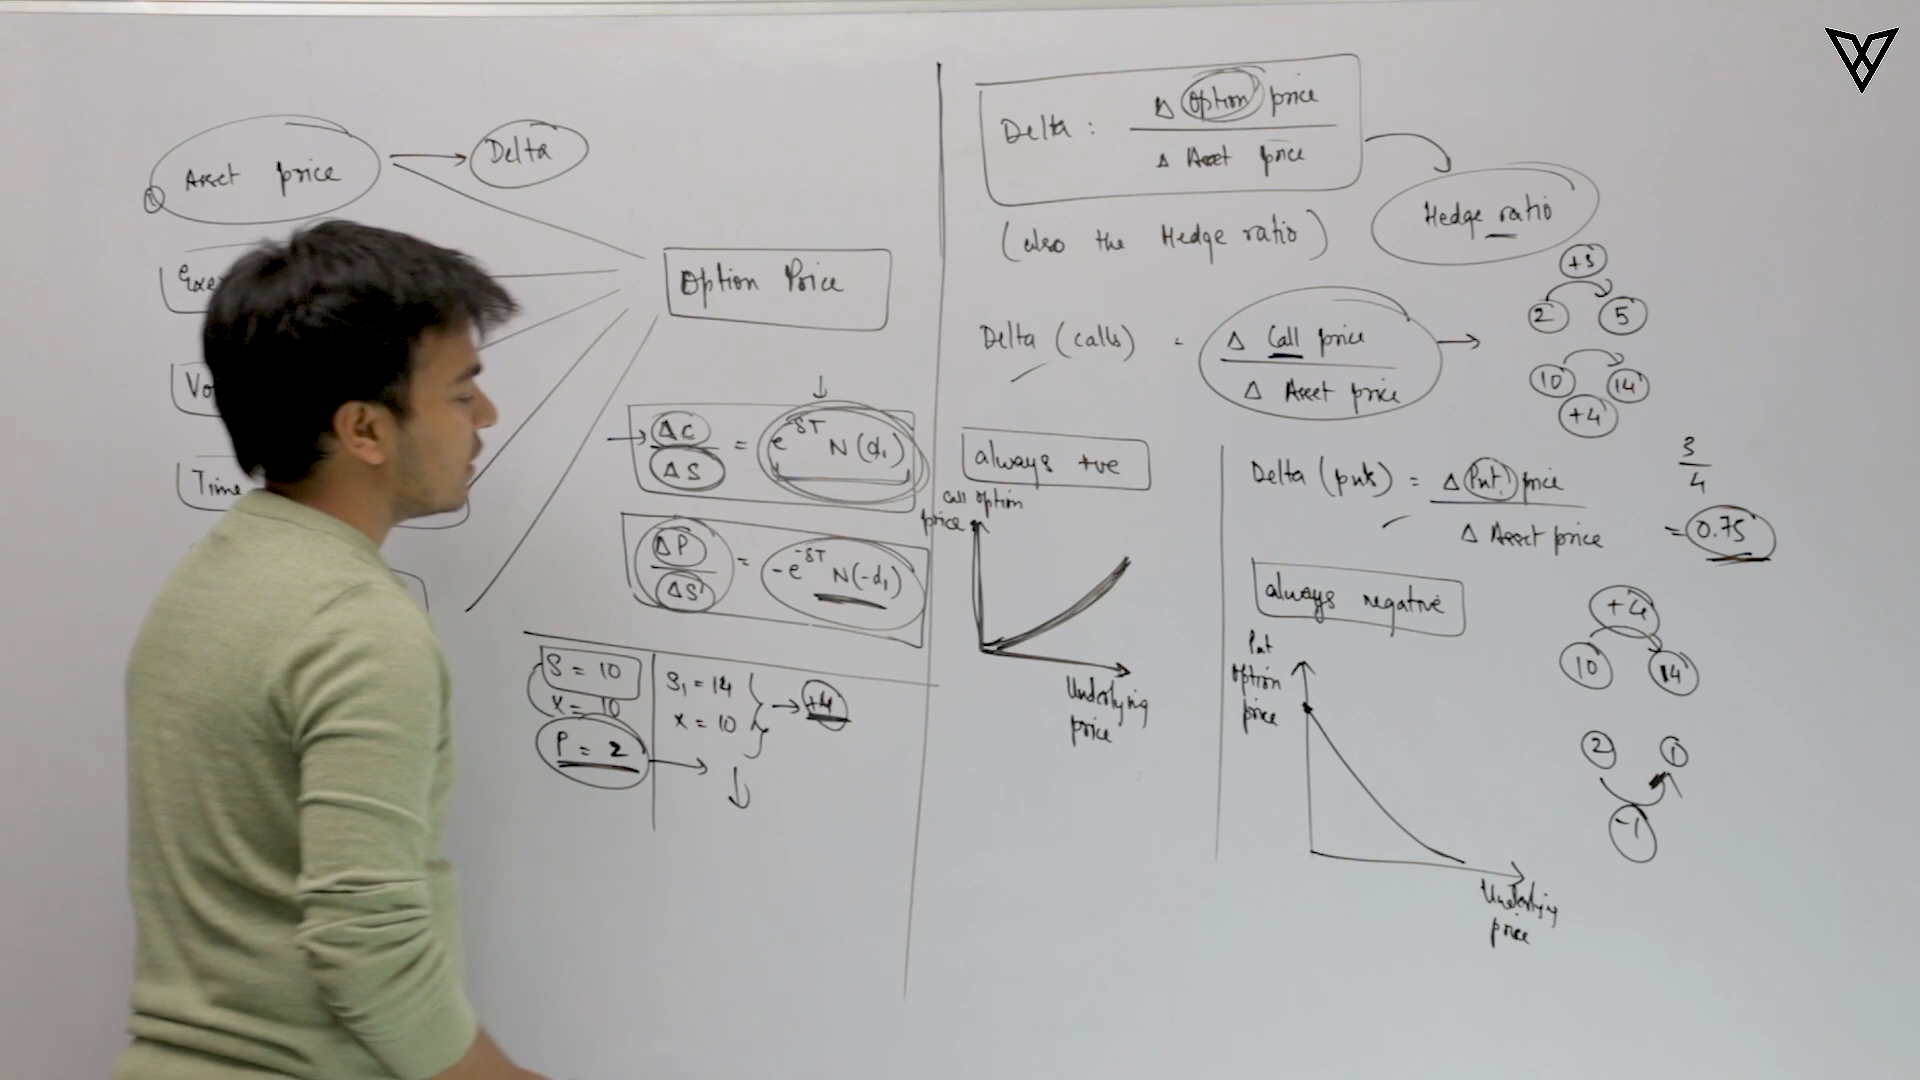 Asset price
Delta
1
Time
Option Price
ΔC
ΔS
=
e^δT N(d₁)
ΔP
ΔS
=
-e^-δT N(-d₁)
S = 10
X = 10
P = 2
S₁ = 14
X = 10
+4
Delta :
Δ Option price
Δ Asset price
(also the Hedge ratio)
Hedge ratio
Delta (calls) =
Δ Call price
Δ Asset price
+3
2 5
10 14
+4
always +ve
call option
price
Underlying
price
Delta (puts) =
Δ Put price
Δ Asset price
3
4
= 0.75
always negative
Put
option
price
Underlying
price
+4
10 14
2 1
-1